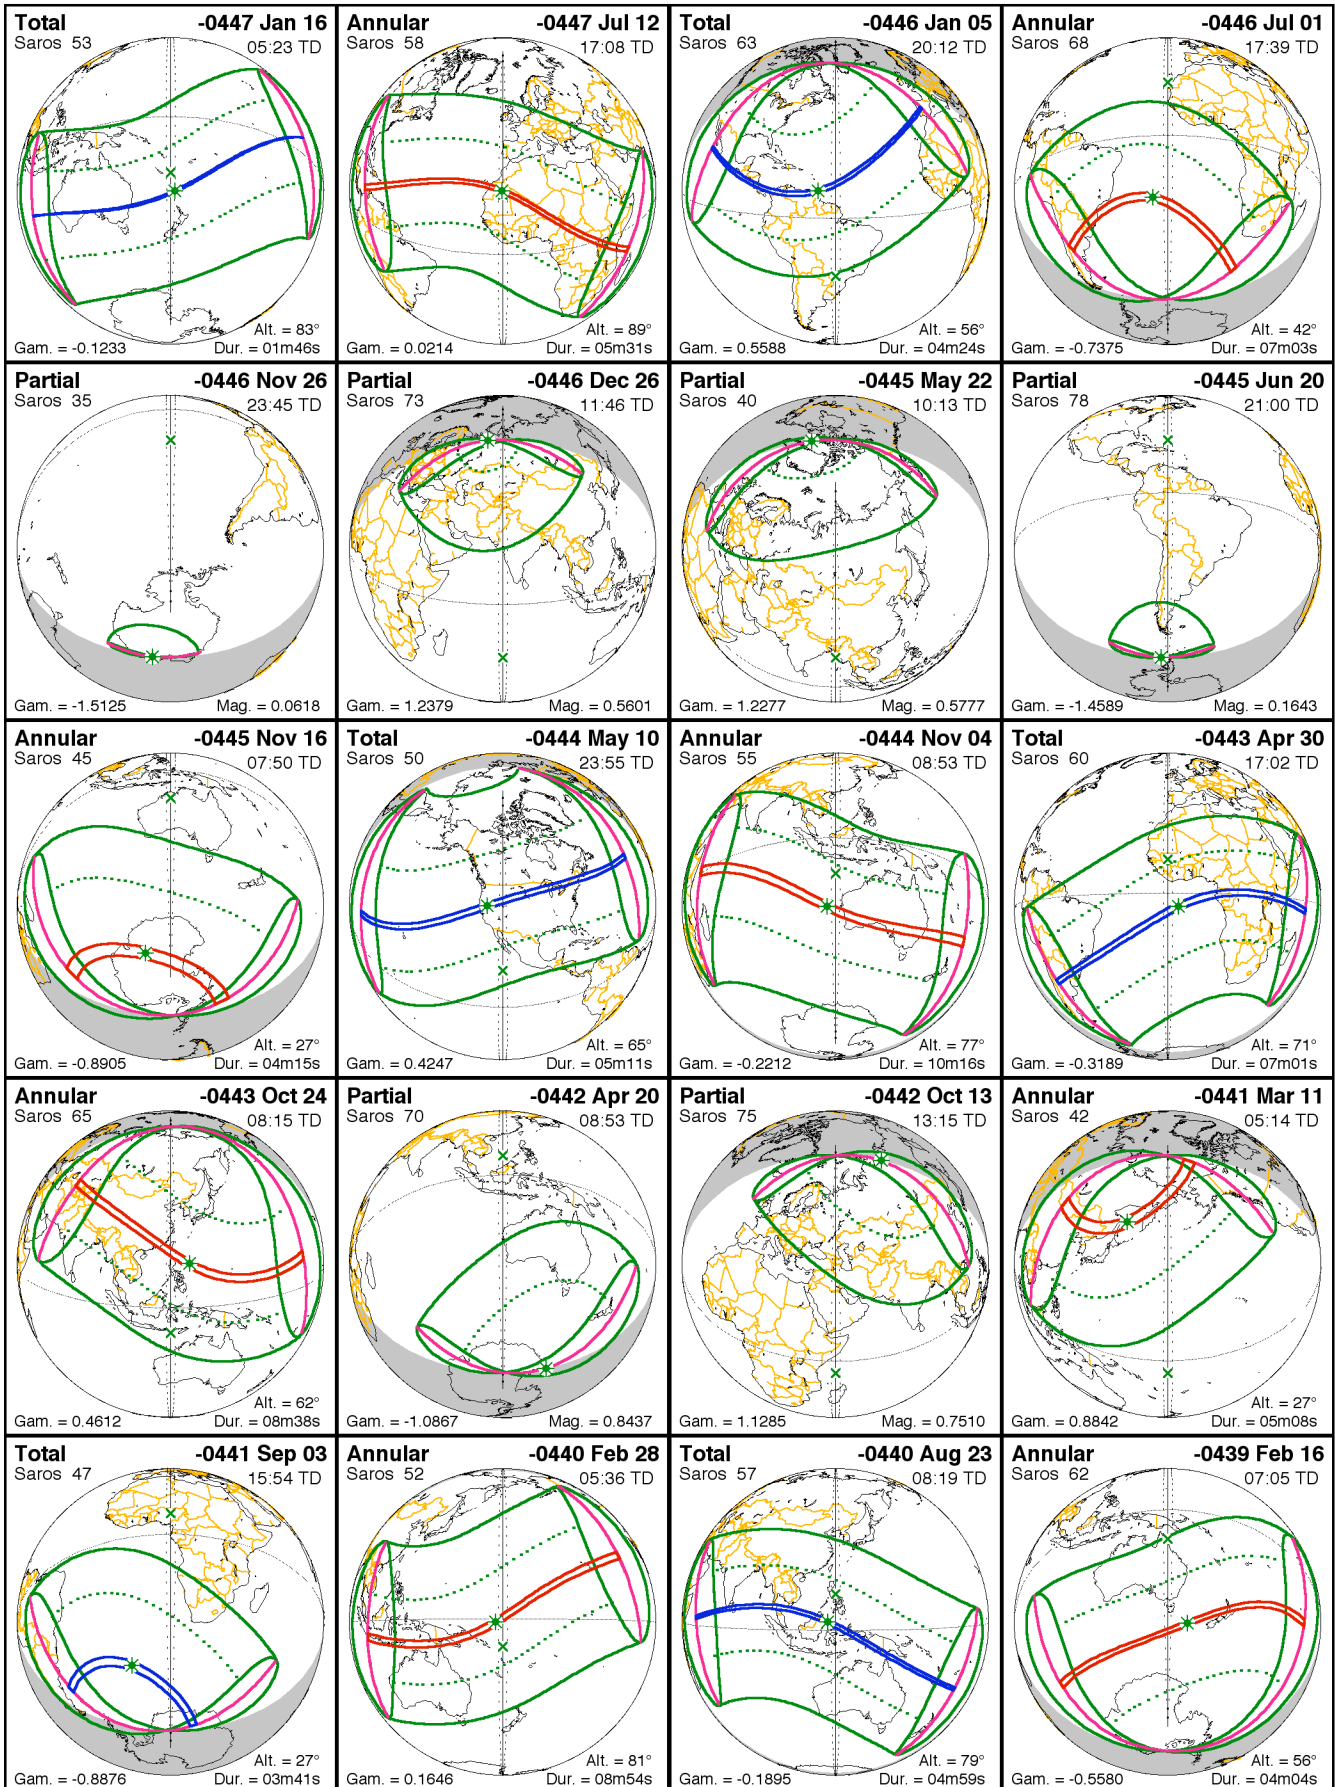 Total -0447 Jan 16
Saros 53 05:23 TD
Alt. = 83°
Gam. = -0.1233 Dur. = 01m46s
Annular -0447 Jul 12
Saros 58 17:08 TD
Alt. = 89°
Gam. = 0.0214 Dur. = 05m31s
Total -0446 Jan 05
Saros 63 20:12 TD
Alt. = 56°
Gam. = 0.5588 Dur. = 04m24s
Annular -0446 Jul 01
Saros 68 17:39 TD
Alt. = 42°
Gam. = -0.7375 Dur. = 07m03s
Partial -0446 Nov 26
Saros 35 23:45 TD
Gam. = -1.5125 Mag. = 0.0618
Partial -0446 Dec 26
Saros 73 11:46 TD
Gam. = 1.2379 Mag. = 0.5601
Partial -0445 May 22
Saros 40 10:13 TD
Gam. = 1.2277 Mag. = 0.5777
Partial -0445 Jun 20
Saros 78 21:00 TD
Gam. = -1.4589 Mag. = 0.1643
Annular -0445 Nov 16
Saros 45 07:50 TD
Alt. = 27°
Gam. = -0.8905 Dur. = 04m15s
Total -0444 May 10
Saros 50 23:55 TD
Alt. = 65°
Gam. = 0.4247 Dur. = 05m11s
Annular -0444 Nov 04
Saros 55 08:53 TD
Alt. = 77°
Gam. = -0.2212 Dur. = 10m16s
Total -0443 Apr 30
Saros 60 17:02 TD
Alt. = 71°
Gam. = -0.3189 Dur. = 07m01s
Annular -0443 Oct 24
Saros 65 08:15 TD
Alt. = 62°
Gam. = 0.4612 Dur. = 08m38s
Partial -0442 Apr 20
Saros 70 08:53 TD
Gam. = -1.0867 Mag. = 0.8437
Partial -0442 Oct 13
Saros 75 13:15 TD
Gam. = 1.1285 Mag. = 0.7510
Annular -0441 Mar 11
Saros 42 05:14 TD
Alt. = 27°
Gam. = 0.8842 Dur. = 05m08s
Total -0441 Sep 03
Saros 47 15:54 TD
Alt. = 27°
Gam. = -0.8876 Dur. = 03m41s
Annular -0440 Feb 28
Saros 52 05:36 TD
Alt. = 81°
Gam. = 0.1646 Dur. = 08m54s
Total -0440 Aug 23
Saros 57 08:19 TD
Alt. = 79°
Gam. = -0.1895 Dur. = 04m59s
Annular -0439 Feb 16
Saros 62 07:05 TD
Alt. = 56°
Gam. = -0.5580 Dur. = 04m04s